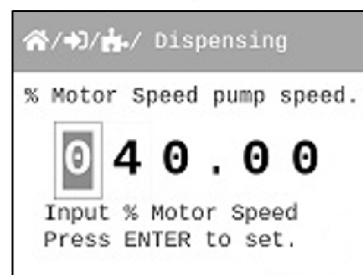 / / / Dispensing
% Motor Speed pump speed.
040.00
Input % Motor Speed
Press ENTER to set.